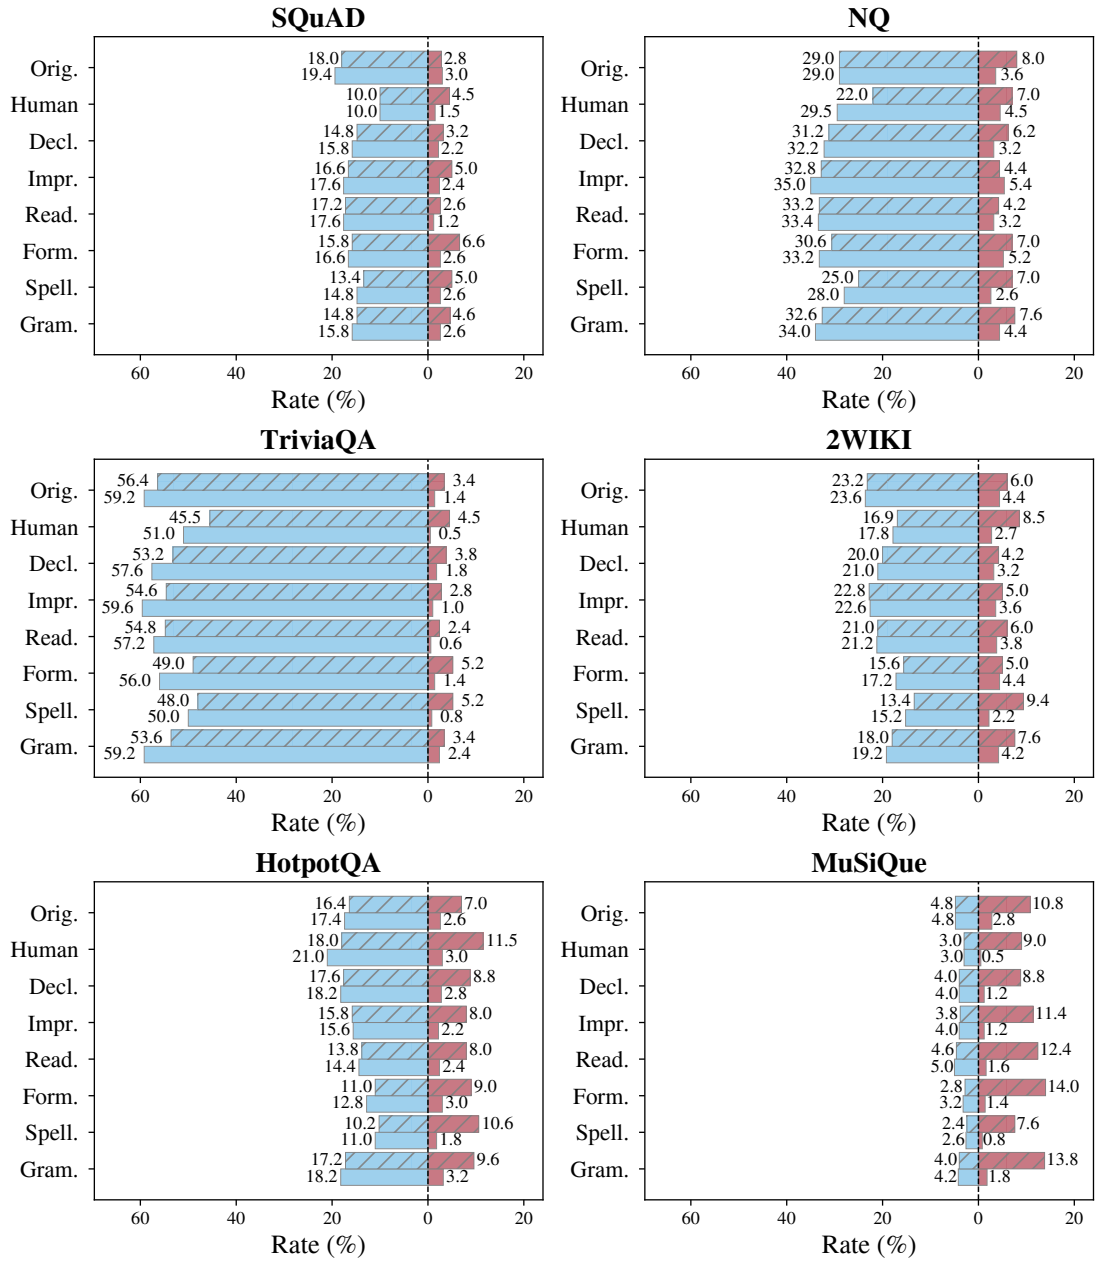 SQuAD
Orig.
18.0 2.8
19.4 3.0
Human
10.0 4.5
10.0 1.5
Decl.
14.8 3.2
15.8 2.2
Impr.
16.6 5.0
17.6 2.4
Read.
17.2 2.6
17.6 1.2
Form.
15.8 6.6
16.6 2.6
Spell.
13.4 5.0
14.8 2.6
Gram.
14.8 4.6
15.8 2.6
60 40 20 0 20
Rate (%)
NQ
Orig.
29.0 8.0
29.0 3.6
Human
22.0 7.0
29.5 4.5
Decl.
31.2 6.2
32.2 3.2
Impr.
32.8 4.4
35.0 5.4
Read.
33.2 4.2
33.4 3.2
Form.
30.6 7.0
33.2 5.2
Spell.
25.0 7.0
28.0 2.6
Gram.
32.6 7.6
34.0 4.4
60 40 20 0 20
Rate (%)
TriviaQA
Orig.
56.4 3.4
59.2 1.4
Human
45.5 4.5
51.0 0.5
Decl.
53.2 3.8
57.6 1.8
Impr.
54.6 2.8
59.6 1.0
Read.
54.8 2.4
57.2 0.6
Form.
49.0 5.2
56.0 1.4
Spell.
48.0 5.2
50.0 0.8
Gram.
53.6 3.4
59.2 2.4
60 40 20 0 20
Rate (%)
2WIKI
Orig.
23.2 6.0
23.6 4.4
Human
16.9 8.5
17.8 2.7
Decl.
20.0 4.2
21.0 3.2
Impr.
22.8 5.0
22.6 3.6
Read.
21.0 6.0
21.2 3.8
Form.
15.6 5.0
17.2 4.4
Spell.
13.4 9.4
15.2 2.2
Gram.
18.0 7.6
19.2 4.2
60 40 20 0 20
Rate (%)
HotpotQA
Orig.
16.4 7.0
17.4 2.6
Human
18.0 11.5
21.0 3.0
Decl.
17.6 8.8
18.2 2.8
Impr.
15.8 8.0
15.6 2.2
Read.
13.8 8.0
14.4 2.4
Form.
11.0 9.0
12.8 3.0
Spell.
10.2 10.6
11.0 1.8
Gram.
17.2 9.6
18.2 3.2
60 40 20 0 20
Rate (%)
MuSiQue
Orig.
4.8 10.8
4.8 2.8
Human
3.0 9.0
3.0 0.5
Decl.
4.0 8.8
4.0 1.2
Impr.
3.8 11.4
4.0 1.2
Read.
4.6 12.4
5.0 1.6
Form.
2.8 14.0
3.2 1.4
Spell.
2.4 7.6
2.6 0.8
Gram.
4.0 13.8
4.2 1.8
60 40 20 0 20
Rate (%)